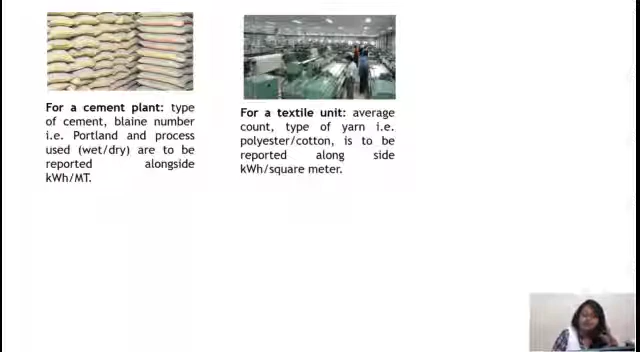 For a cement plant: type
of cement, blaine number
i.e. Portland and process
used (wet/dry) are to be
reported alongside
kWh/MT.
For a textile unit: average
count, type of yarn i.e.
polyester/cotton, is to be
reported along side
kWh/square meter.